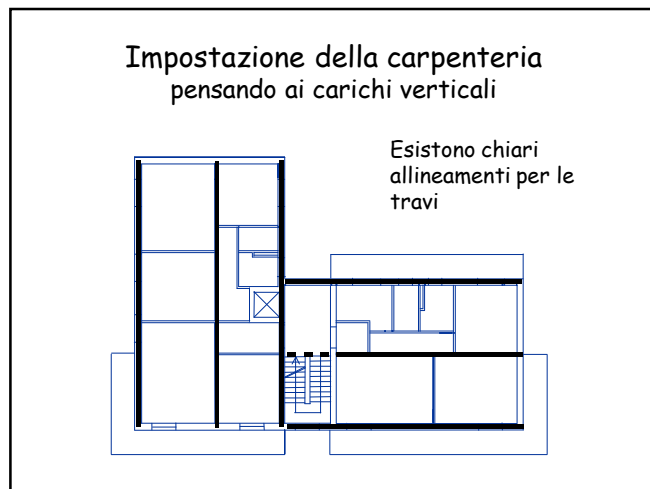 Impostazione della carpenteria
pensando ai carichi verticali
Esistono chiari
allineamenti per le
travi